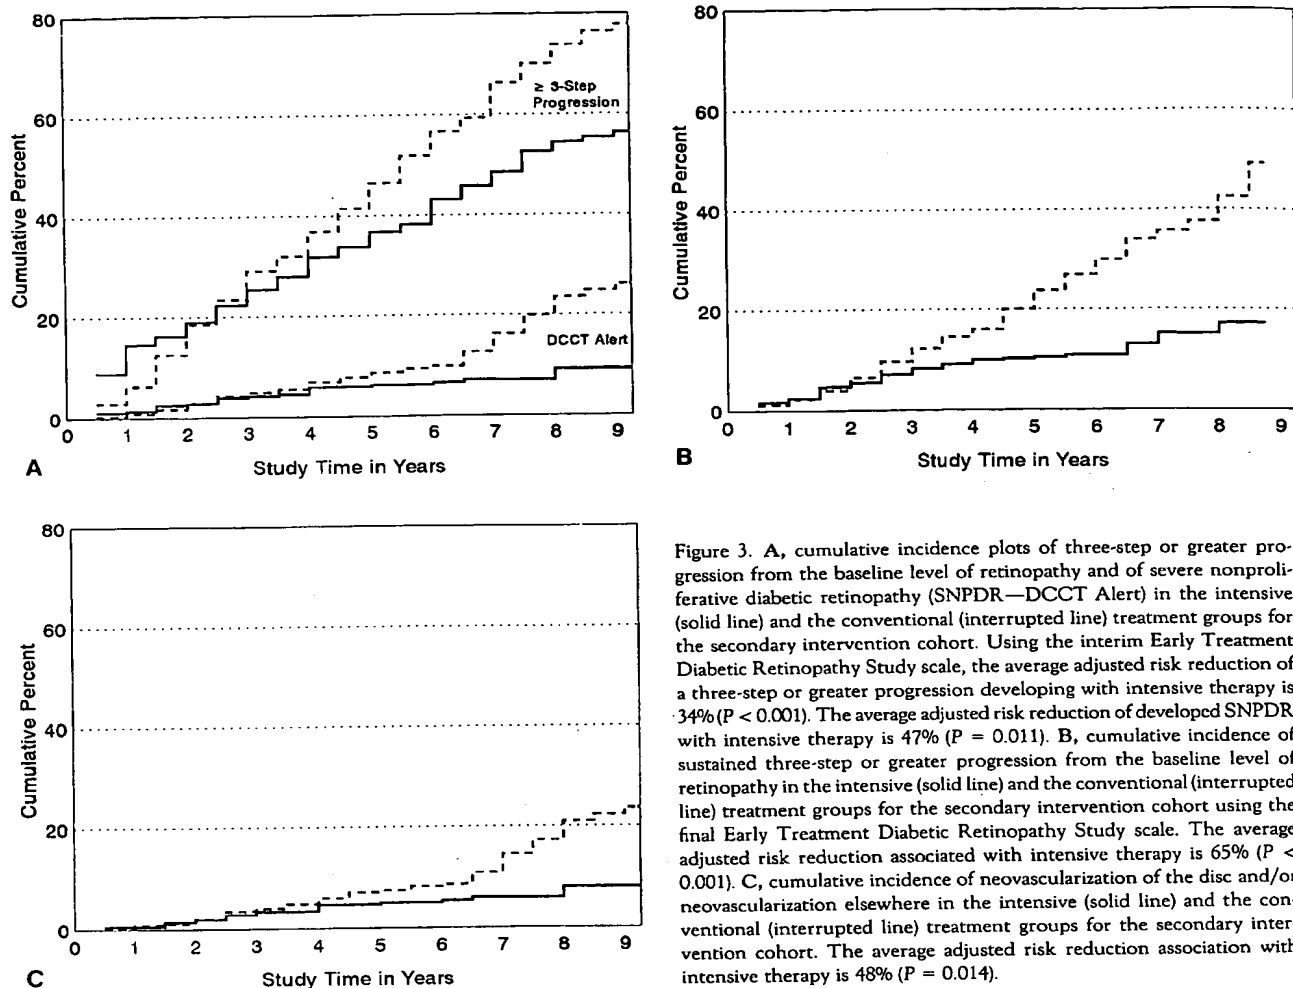 80
60
40
20
0
Cumulative Percent
≥ 3-Step
Progression
DCCT Alert
0 1 2 3 4 5 6 7 8 9
Study Time in Years
A
80
60
40
20
0
Cumulative Percent
0 1 2 3 4 5 6 7 8 9
Study Time in Years
B
80
60
40
20
0
Cumulative Percent
0 1 2 3 4 5 6 7 8 9
Study Time in Years
C
Figure 3. A, cumulative incidence plots of three-step or greater pro-
gression from the baseline level of retinopathy and of severe nonproli-
ferative diabetic retinopathy (SNPDR—DCCT Alert) in the intensive
(solid line) and the conventional (interrupted line) treatment groups for
the secondary intervention cohort. Using the interim Early Treatment
Diabetic Retinopathy Study scale, the average adjusted risk reduction of
a three-step or greater progression developing with intensive therapy is
34% (P < 0.001). The average adjusted risk reduction of developed SNPDR
with intensive therapy is 47% (P = 0.011). B, cumulative incidence of
sustained three-step or greater progression from the baseline level of
retinopathy in the intensive (solid line) and the conventional (interrupted
line) treatment groups for the secondary intervention cohort using the
final Early Treatment Diabetic Retinopathy Study scale. The average
adjusted risk reduction associated with intensive therapy is 65% (P <
0.001). C, cumulative incidence of neovascularization of the disc and/or
neovascularization elsewhere in the intensive (solid line) and the con-
ventional (interrupted line) treatment groups for the secondary inter-
vention cohort. The average adjusted risk reduction association with
intensive therapy is 48% (P = 0.014).